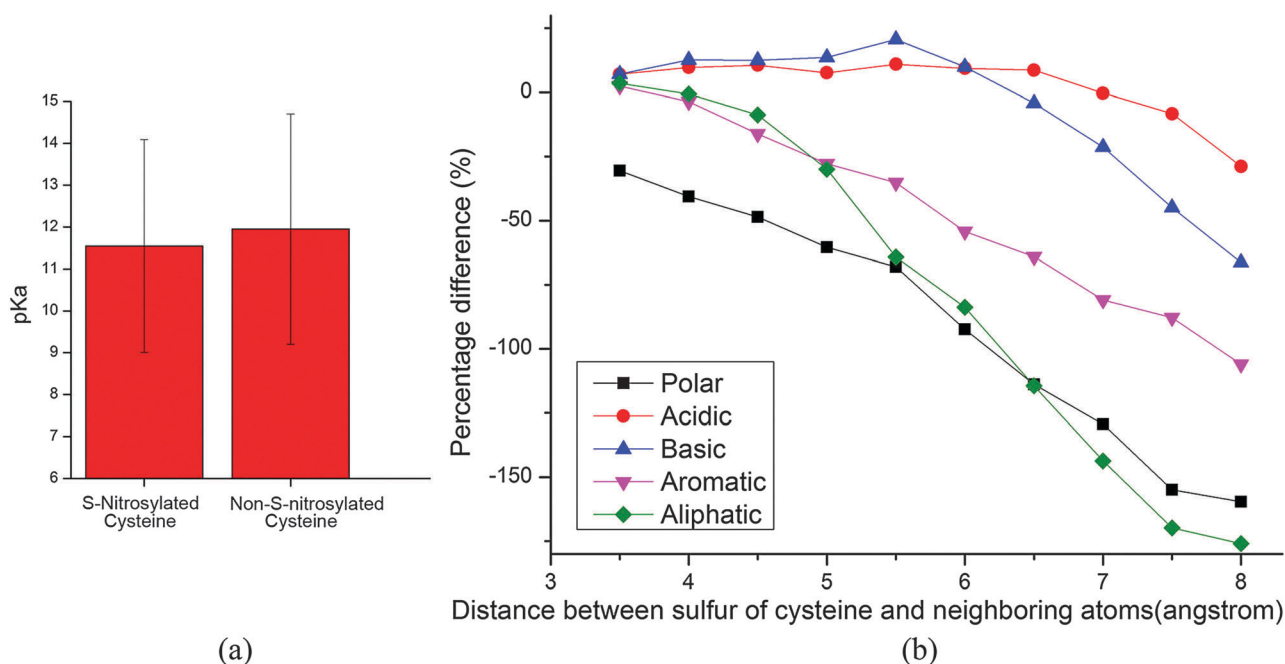 15
14
13
12
11
10
9
8
7
6
pKa
S-Nitrosylated
Cysteine
Non-S-nitrosylated
Cysteine
(a)
0
-50
-100
-150
Percentage difference (%)
Polar
Acidic
Basic
Aromatic
Aliphatic
3 4 5 6 7 8
Distance between sulfur of cysteine and neighboring atoms(angstrom)
(b)